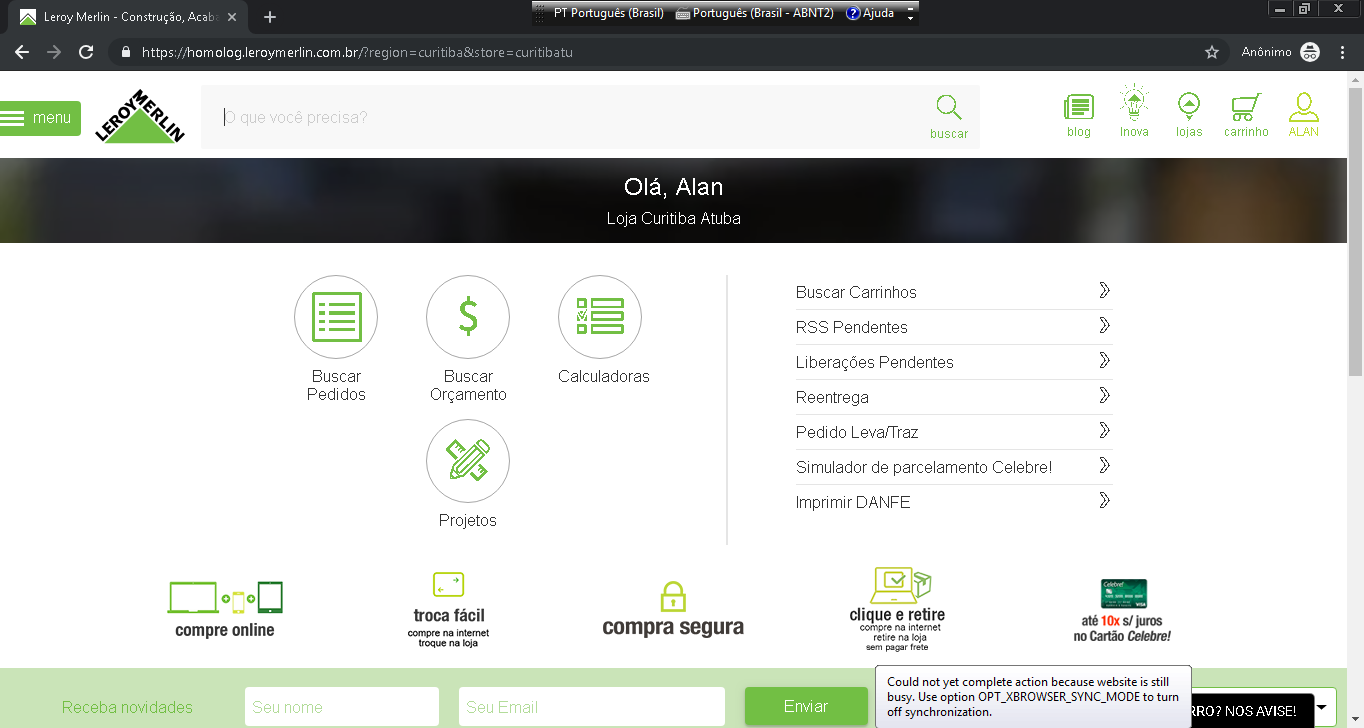 Leroy Merlin - Construção, Acaba
PT Português (Brasil) Português (Brasil - ABNT2) Ajuda
https://homolog.leroymerlin.com.br/?region=curitiba&store=curitibatu
Anônimo
menu
LEROY MERLIN
O que você precisa?
buscar
blog
Inova
lojas
carrinho
ALAN
Olá, Alan
Loja Curitiba Atuba
Buscar
Pedidos
Buscar
Orçamento
Calculadoras
Projetos
Buscar Carrinhos
RSS Pendentes
Liberações Pendentes
Reentrega
Pedido Leva/Traz
Simulador de parcelamento Celebre!
Imprimir DANFE
compre online
troca fácil
compre na internet
troque na loja
compra segura
clique e retire
compre na internet
retire na loja
sem pagar frete
Celebre!
VISA
até 10x s/ juros
no Cartão Celebre!
Receba novidades
Seu nome
Seu Email
Enviar
Could not yet complete action because website is still
busy. Use option OPT_XBROWSER_SYNC_MODE to turn
off synchronization.
RRO? NOS AVISE!